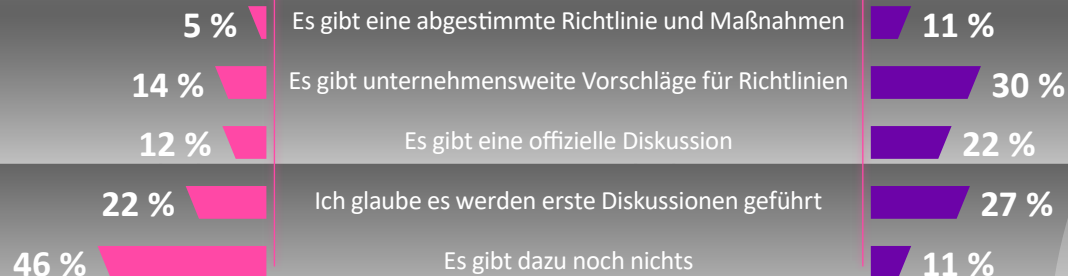 5 % Es gibt eine abgestimmte Richtlinie und Maßnahmen 11 %
14 % Es gibt unternehmensweite Vorschläge für Richtlinien 30 %
12 % Es gibt eine offizielle Diskussion 22 %
22 % Ich glaube es werden erste Diskussionen geführt 27 %
46 % Es gibt dazu noch nichts 11 %